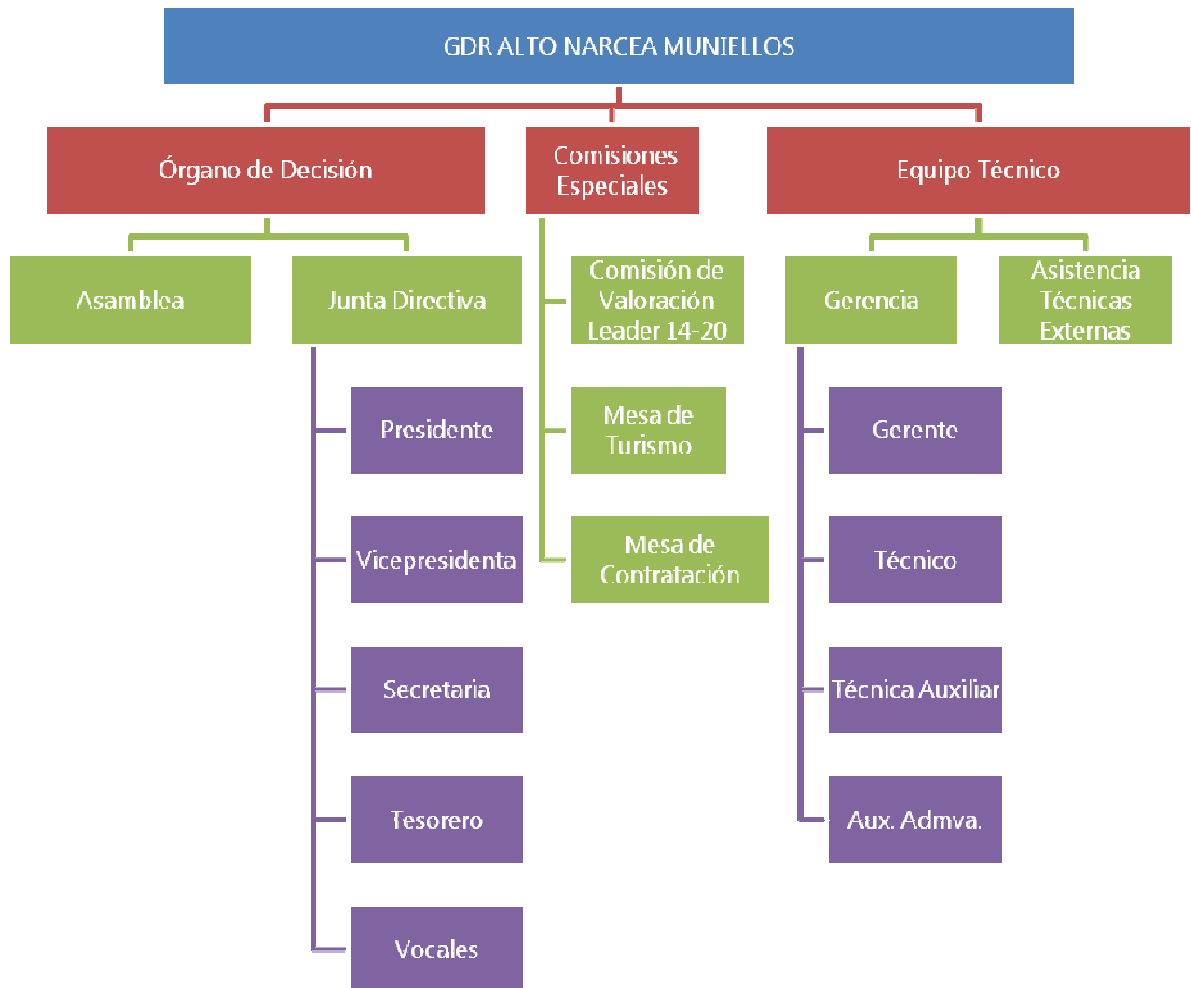 GDR ALTO NARCEA MUNIELLOS
Órgano de Decisión
Comisiones
Especiales
Equipo Técnico
Asamblea
Junta Directiva
Comisión de
Valoración
Leader 14-20
Gerencia
Asistencia
Técnicas
Externas
Presidente
Mesa de
Turismo
Gerente
Vicepresidenta
Mesa de
Contratación
Técnico
Secretaria
Técnica Auxiliar
Tesorero
Aux. Admva.
Vocales